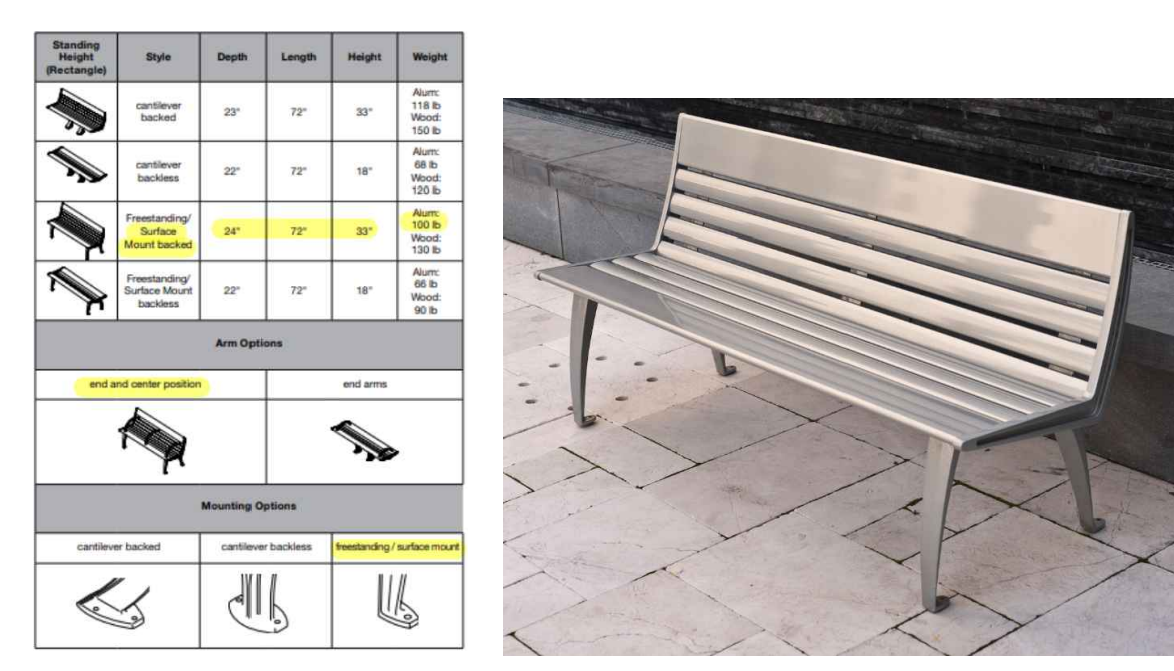 Standing
Height
(Rectangle)
Style
Depth
Length
Height
Weight
cantilever
backed
23"
72"
33"
Alum:
118 lb
Wood:
150 lb
cantilever
backless
22"
72"
18"
Alum:
68 lb
Wood:
120 lb
Freestanding/
Surface
Mount backed
24"
72"
33"
Alum:
100 lb
Wood:
130 lb
Freestanding/
Surface Mount
backless
22"
72"
18"
Alum:
66 lb
Wood:
90 lb
Arm Options
end and center position
end arms
Mounting Options
cantilever backed
cantilever backless
freestanding / surface mount